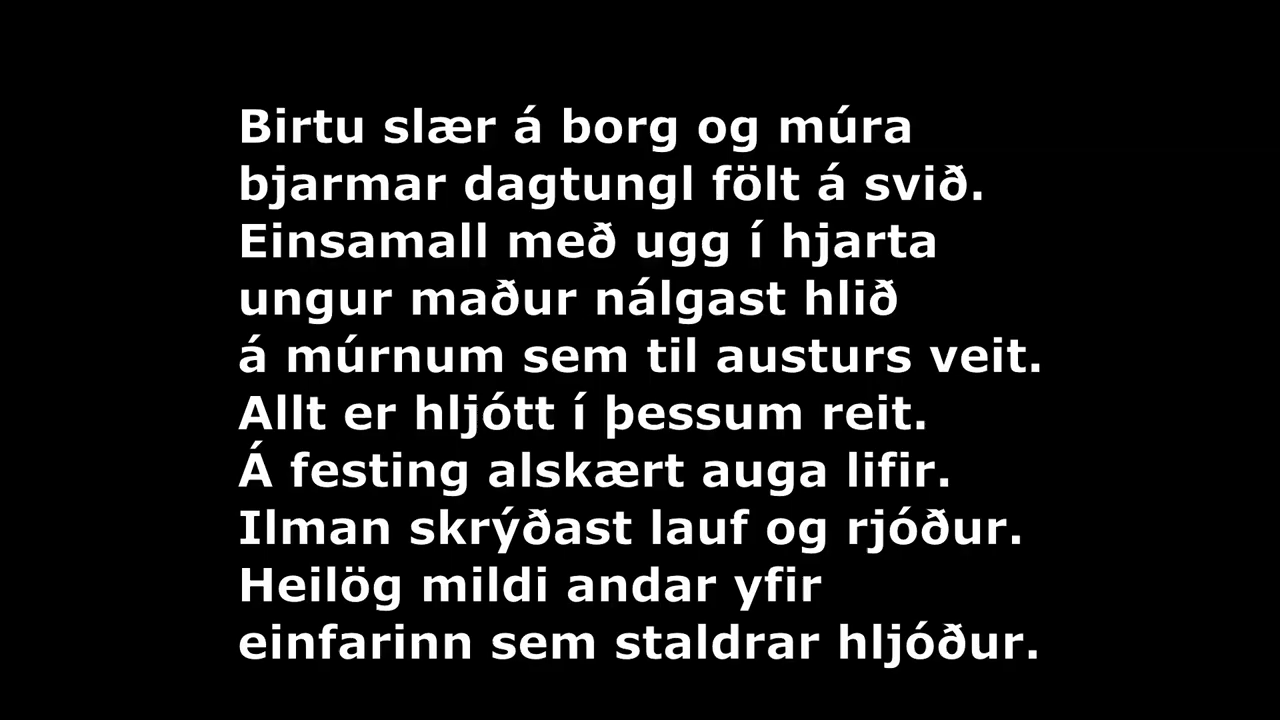 Birtu slær á borg og múra
bjarmar dagtungl fölt á svið.
Einsamall með ugg í hjarta
ungur maður nálgast hlið
á múrnum sem til austurs veit.
Allt er hljótt í þessum reit.
Á festing alskært auga lifir.
Ilman skrýðast lauf og rjóður.
Heilög mildi andar yfir
einfarinn sem staldrar hljóður.